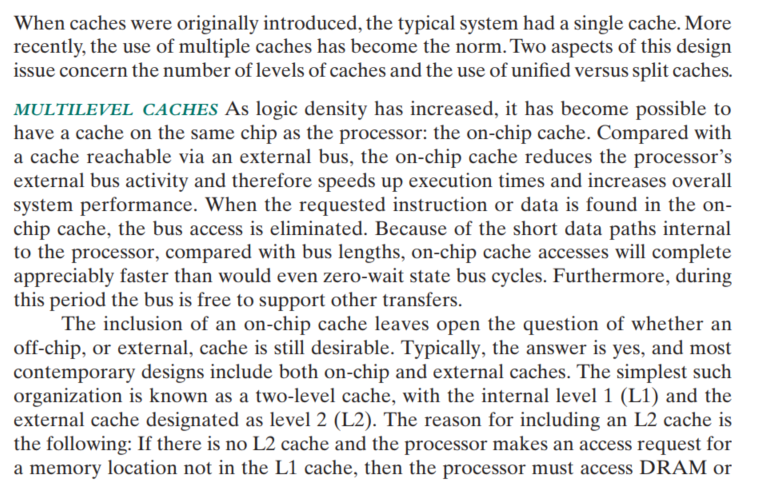 When caches were originally introduced, the typical system had a single cache. More
recently, the use of multiple caches has become the norm. Two aspects of this design
issue concern the number of levels of caches and the use of unified versus split caches.
MULTILEVEL CACHES As logic density has increased, it has become possible to
have a cache on the same chip as the processor: the on-chip cache. Compared with
a cache reachable via an external bus, the on-chip cache reduces the processor's
external bus activity and therefore speeds up execution times and increases overall
system performance. When the requested instruction or data is found in the on-
chip cache, the bus access is eliminated. Because of the short data paths internal
to the processor, compared with bus lengths, on-chip cache accesses will complete
appreciably faster than would even zero-wait state bus cycles. Furthermore, during
this period the bus is free to support other transfers.
The inclusion of an on-chip cache leaves open the question of whether an
off-chip, or external, cache is still desirable. Typically, the answer is yes, and most
contemporary designs include both on-chip and external caches. The simplest such
organization is known as a two-level cache, with the internal level 1 (L1) and the
external cache designated as level 2 (L2). The reason for including an L2 cache is
the following: If there is no L2 cache and the processor makes an access request for
a memory location not in the L1 cache, then the processor must access DRAM or